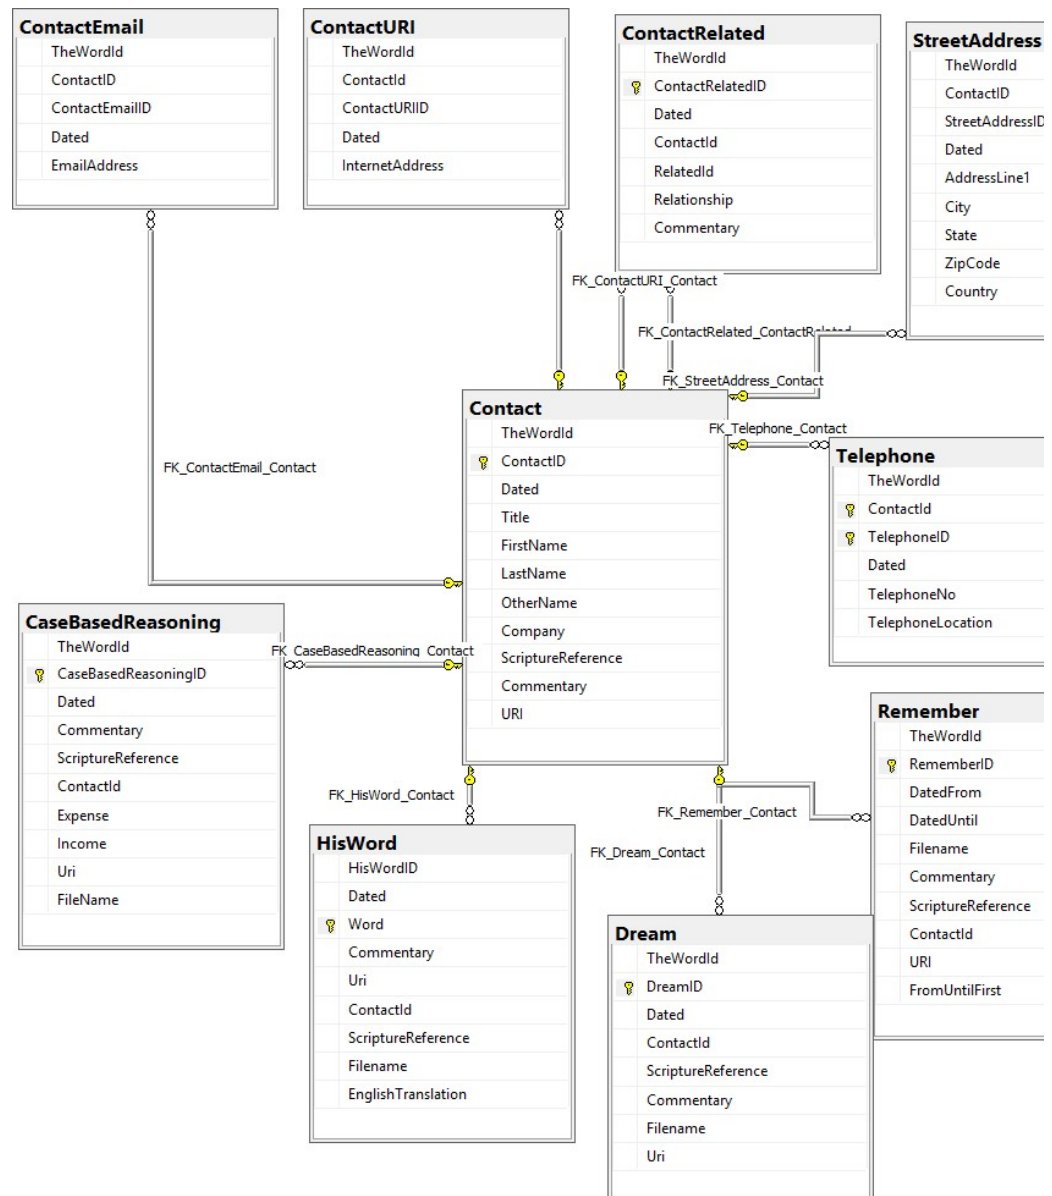 ContactEmail
TheWordId
ContactID
ContactEmailID
Dated
EmailAddress
ContactURI
TheWordId
ContactId
ContactURIID
Dated
InternetAddress
ContactRelated
TheWordId
ContactRelatedID
Dated
ContactId
RelatedId
Relationship
Commentary
StreetAddress
TheWordId
ContactID
StreetAddressID
Dated
AddressLine1
City
State
ZipCode
Country
FK_ContactURI_Contact
FK_ContactRelated_ContactRelated
FK_StreetAddress_Contact
FK_Telephone_Contact
FK_ContactEmail_Contact
Contact
TheWordId
ContactID
Dated
Title
FirstName
LastName
OtherName
Company
ScriptureReference
Commentary
URI
Telephone
TheWordId
ContactId
TelephoneID
Dated
TelephoneNo
TelephoneLocation
CaseBasedReasoning
TheWordId
CaseBasedReasoningID
Dated
Commentary
ScriptureReference
ContactId
Expense
Income
Uri
FileName
FK_CaseBasedReasoning_Contact
FK_HisWord_Contact
FK_Remember_Contact
FK_Dream_Contact
HisWord
HisWordID
Dated
Word
Commentary
Uri
ContactId
ScriptureReference
Filename
EnglishTranslation
Remember
TheWordId
RememberID
DatedFrom
DatedUntil
Filename
Commentary
ScriptureReference
ContactId
URI
FromUntilFirst
Dream
TheWordId
DreamID
Dated
ContactId
ScriptureReference
Commentary
Filename
Uri